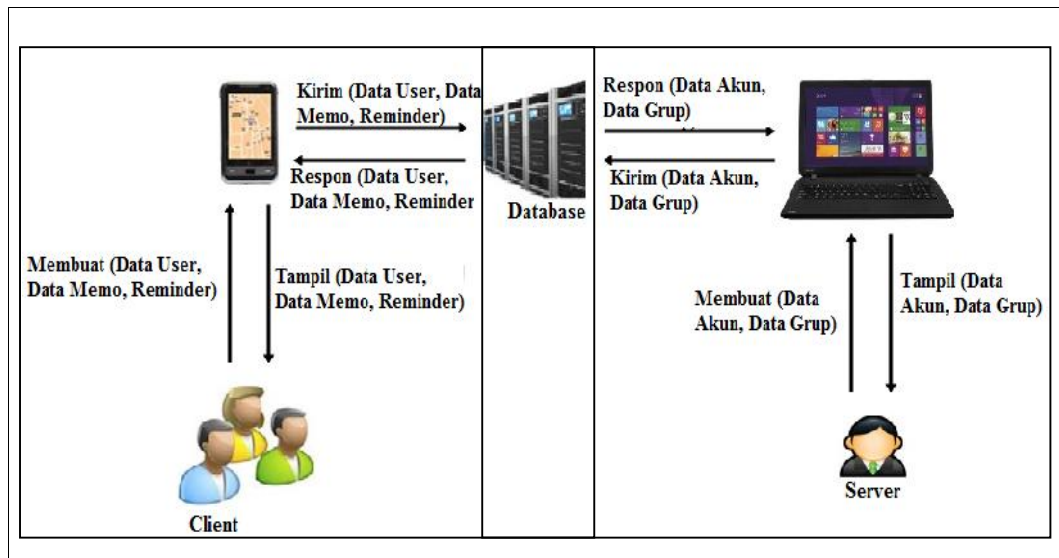 Kirim (Data User, Data
Memo, Reminder)
Respon (Data User,
Data Memo, Reminder
Membuat (Data User,
Data Memo, Reminder)
Tampil (Data User,
Data Memo, Reminder)
Client
Database
Respon (Data Akun,
Data Grup)
Kirim (Data Akun,
Data Grup)
Membuat (Data
Akun, Data Grup)
Tampil (Data
Akun, Data Grup)
Server